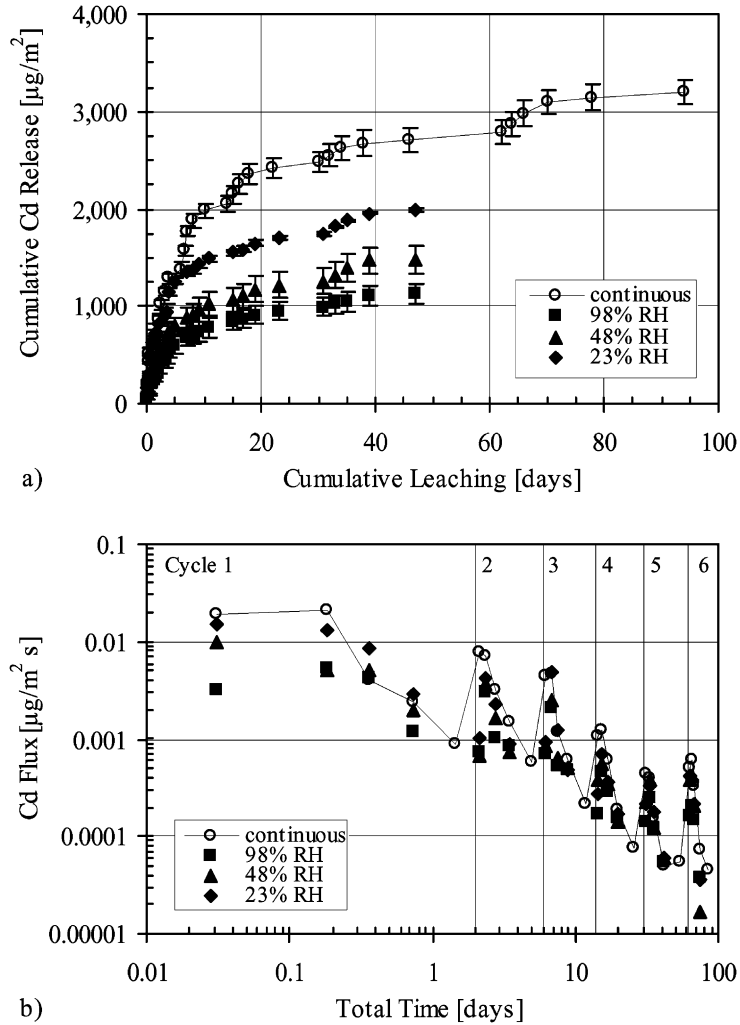 4,000
3,000
2,000
1,000
0
Cumulative Cd Release [µg/m²]
continuous
98% RH
48% RH
23% RH
0 20 40 60 80 100
a) Cumulative Leaching [days]
0.1
0.01
0.001
0.0001
0.00001
Cd Flux [µg/m² s]
Cycle 1 2 3 4 5 6
continuous
98% RH
48% RH
23% RH
0.01 0.1 1 10 100
b) Total Time [days]